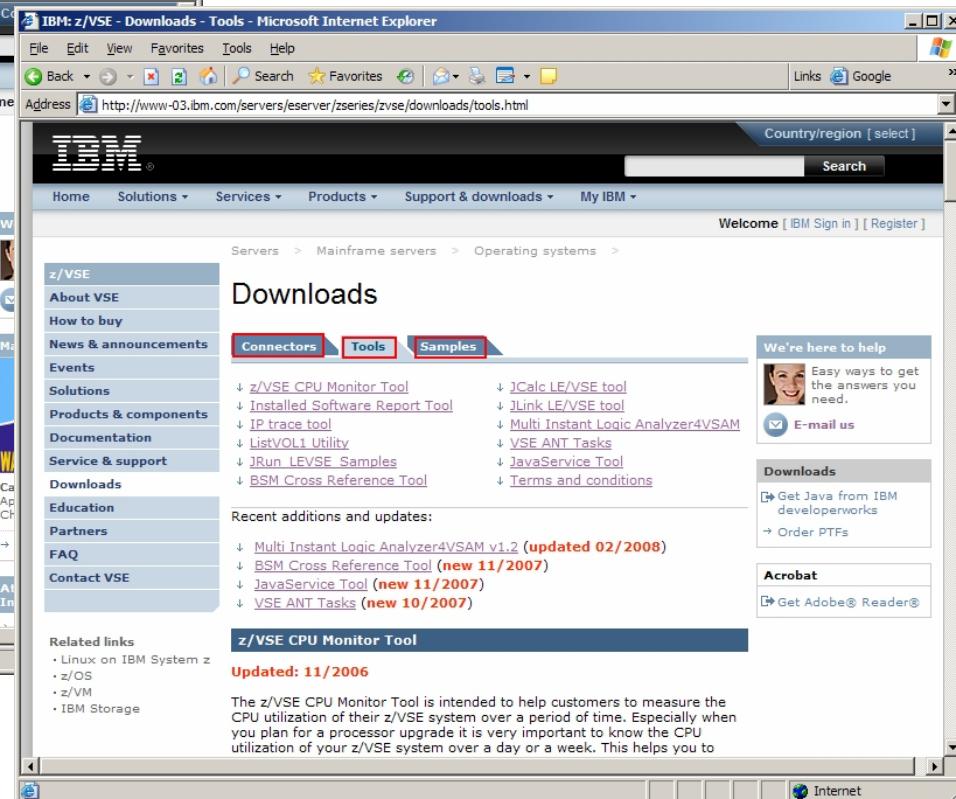 IBM: z/VSE - Downloads - Tools - Microsoft Internet Explorer
File Edit View Favorites Tools Help
Back Search Favorites Links Google
Address http://www-03.ibm.com/servers/eserver/zseries/zvse/downloads/tools.html
Country/region [ select ]
IBM®
Search
Home Solutions Services Products Support & downloads My IBM
Welcome [ IBM Sign in ] [ Register ]
Servers > Mainframe servers > Operating systems >
z/VSE
About VSE
How to buy
News & announcements
Events
Solutions
Products & components
Documentation
Service & support
Downloads
Education
Partners
FAQ
Contact VSE
Related links
• Linux on IBM System z
• z/OS
• z/VM
• IBM Storage
Downloads
Connectors Tools Samples
↓ z/VSE CPU Monitor Tool
↓ Installed Software Report Tool
↓ IP trace tool
↓ ListVOL1 Utility
↓ JRun LEVSE Samples
↓ BSM Cross Reference Tool
↓ JCalc LE/VSE tool
↓ JLink LE/VSE tool
↓ Multi Instant Logic Analyzer4VSAM
↓ VSE ANT Tasks
↓ JavaService Tool
↓ Terms and conditions
Recent additions and updates:
↓ Multi Instant Logic Analyzer4VSAM v1.2 (updated 02/2008)
↓ BSM Cross Reference Tool (new 11/2007)
↓ JavaService Tool (new 11/2007)
↓ VSE ANT Tasks (new 10/2007)
z/VSE CPU Monitor Tool
Updated: 11/2006
The z/VSE CPU Monitor Tool is intended to help customers to measure the
CPU utilization of their z/VSE system over a period of time. Especially when
you plan for a processor upgrade it is very important to know the CPU
utilization of your z/VSE system over a day or a week. This helps you to
We're here to help
Easy ways to get
the answers you
need.
E-mail us
Downloads
Get Java from IBM
developerworks
→ Order PTFs
Acrobat
Get Adobe® Reader®
Internet